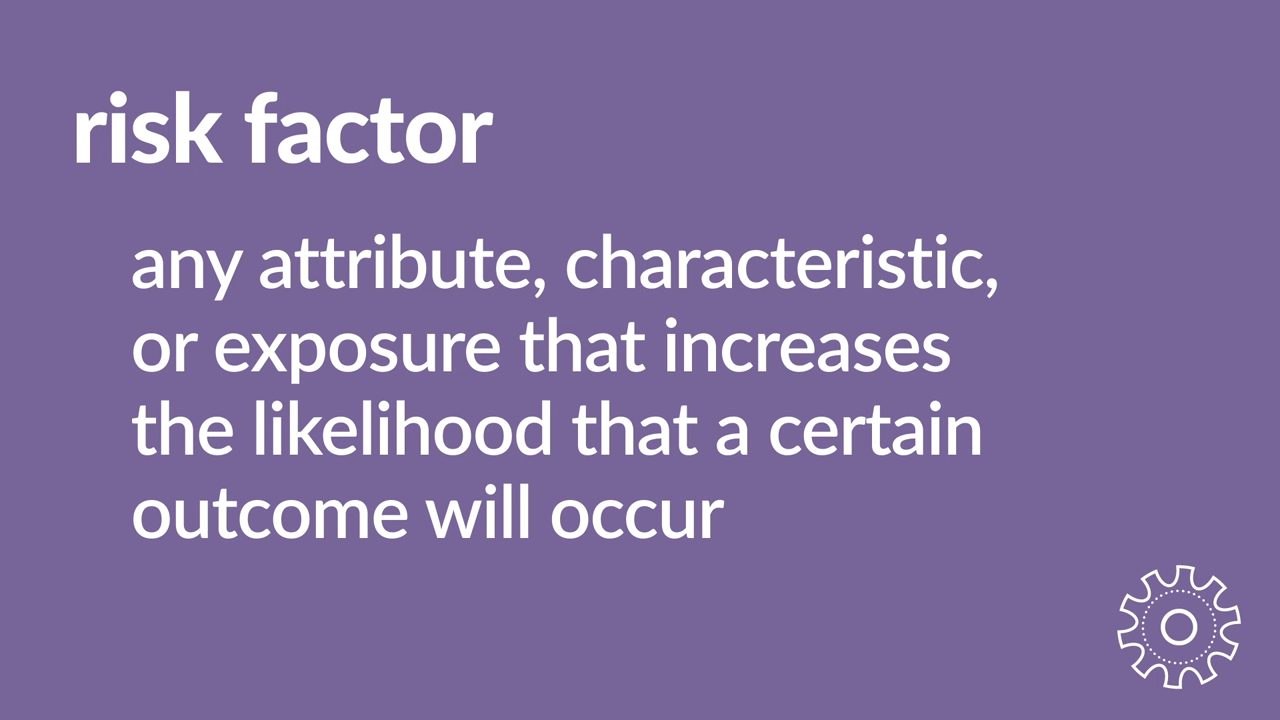 risk factor
any attribute, characteristic,
or exposure that increases
the likelihood that a certain
outcome will occur